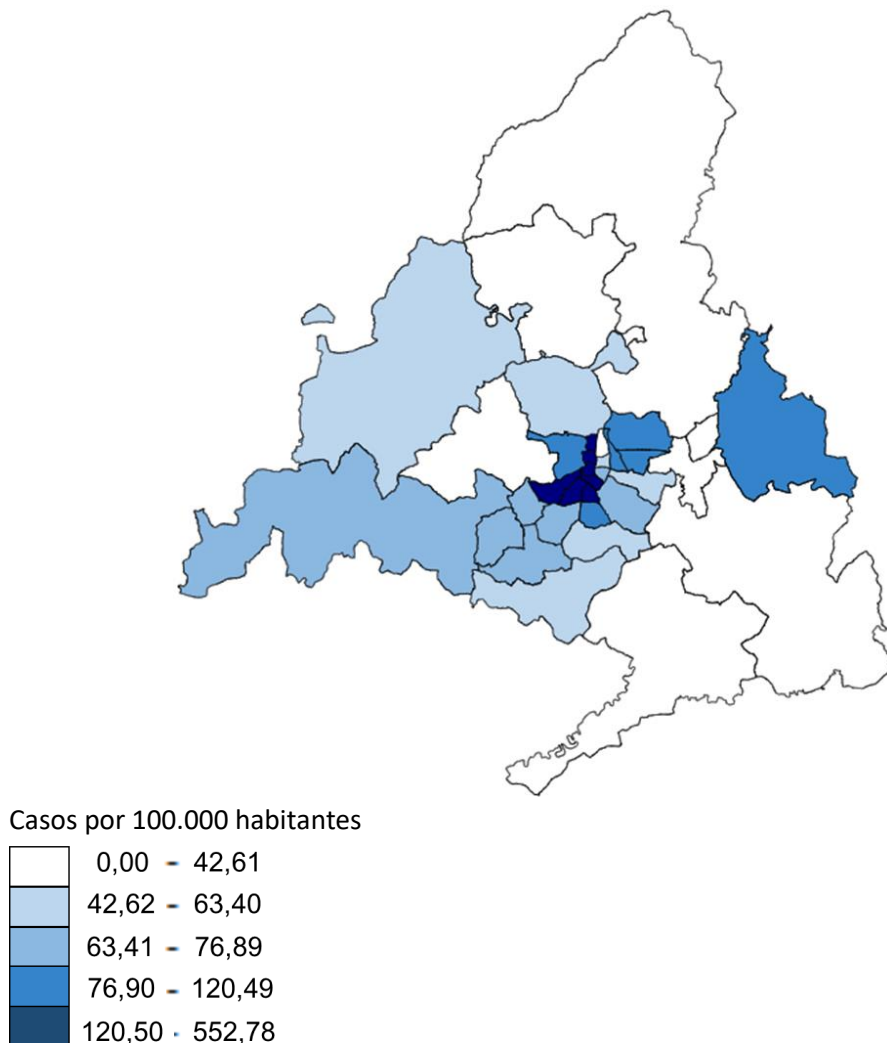 Casos por 100.000 habitantes
0,00 - 42,61
42,62 - 63,40
63,41 - 76,89
76,90 - 120,49
120,50 - 552,78